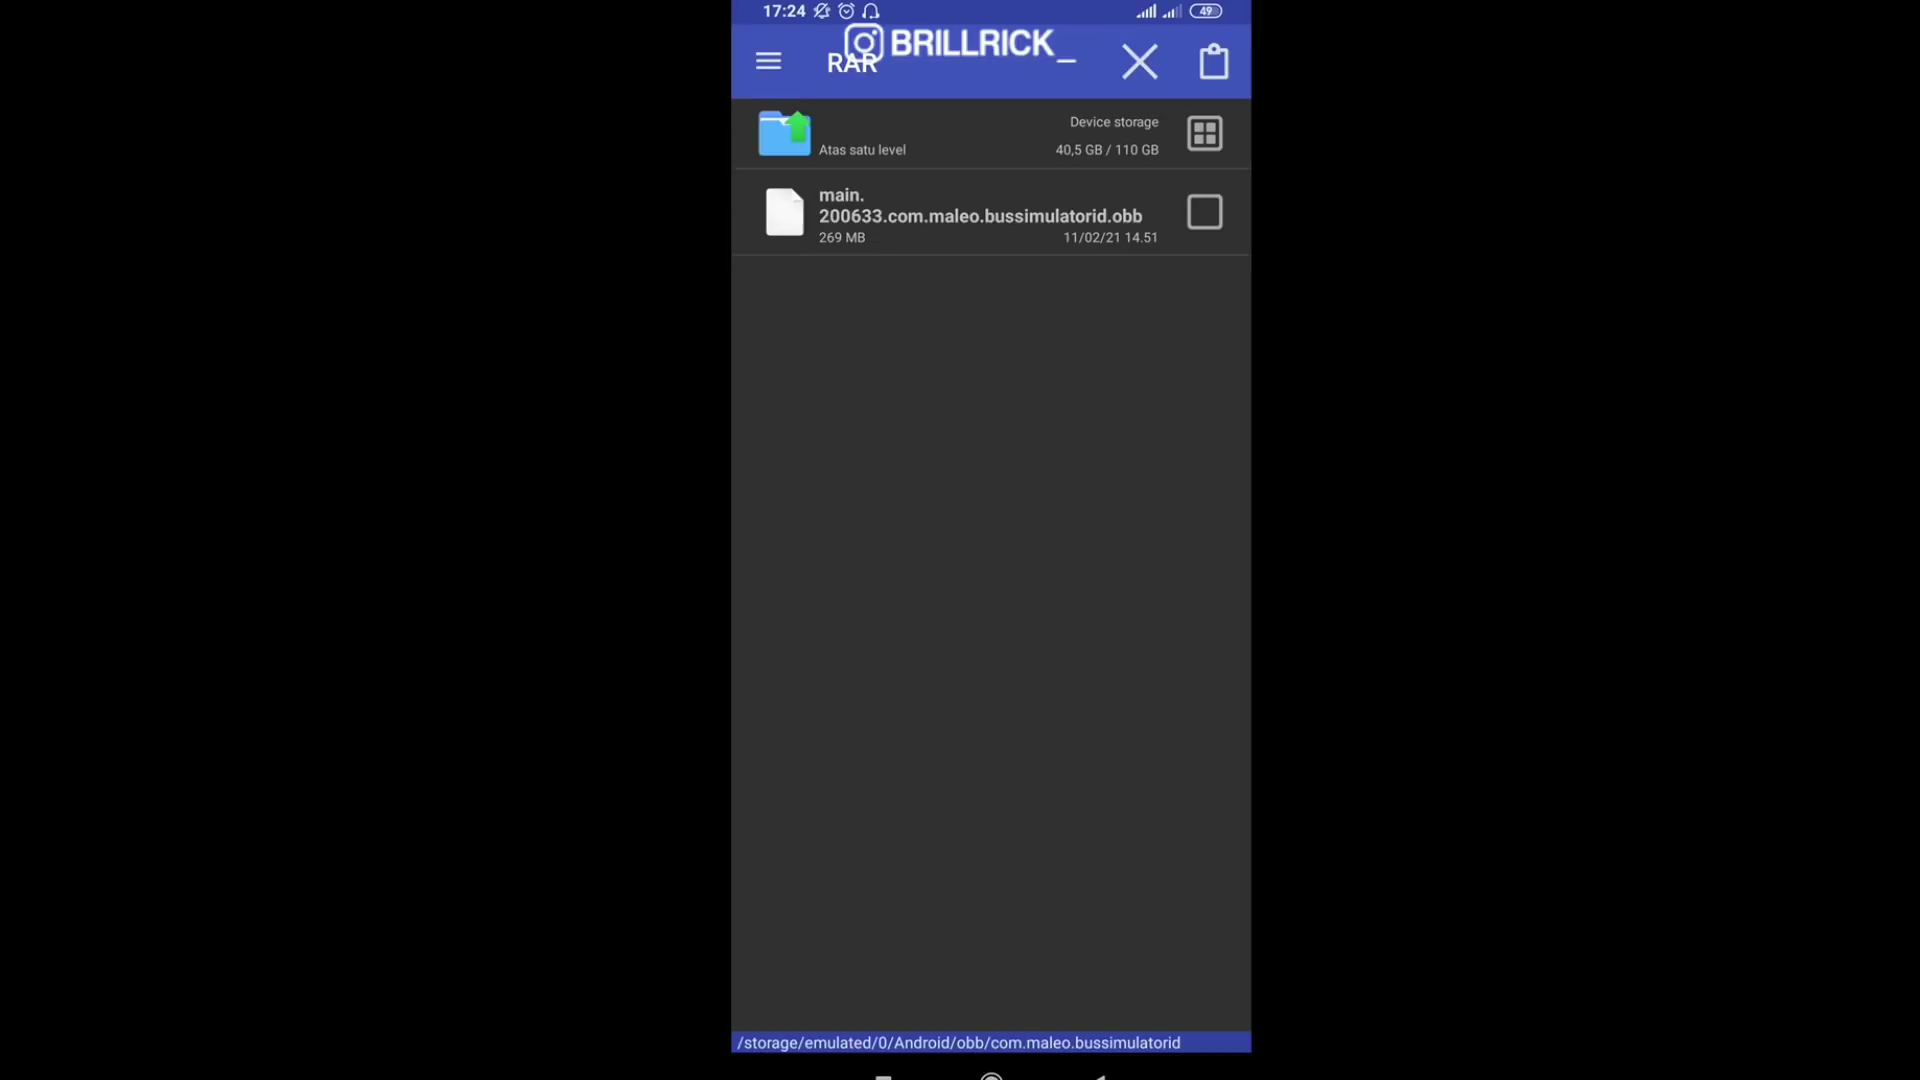 17:24
49
BRILLRICK_
RAR
Device storage
Atas satu level
40,5 GB / 110 GB
main.
200633.com.maleo.bussimulatorid.obb
269 MB
11/02/21 14.51
/storage/emulated/0/Android/obb/com.maleo.bussimulatorid